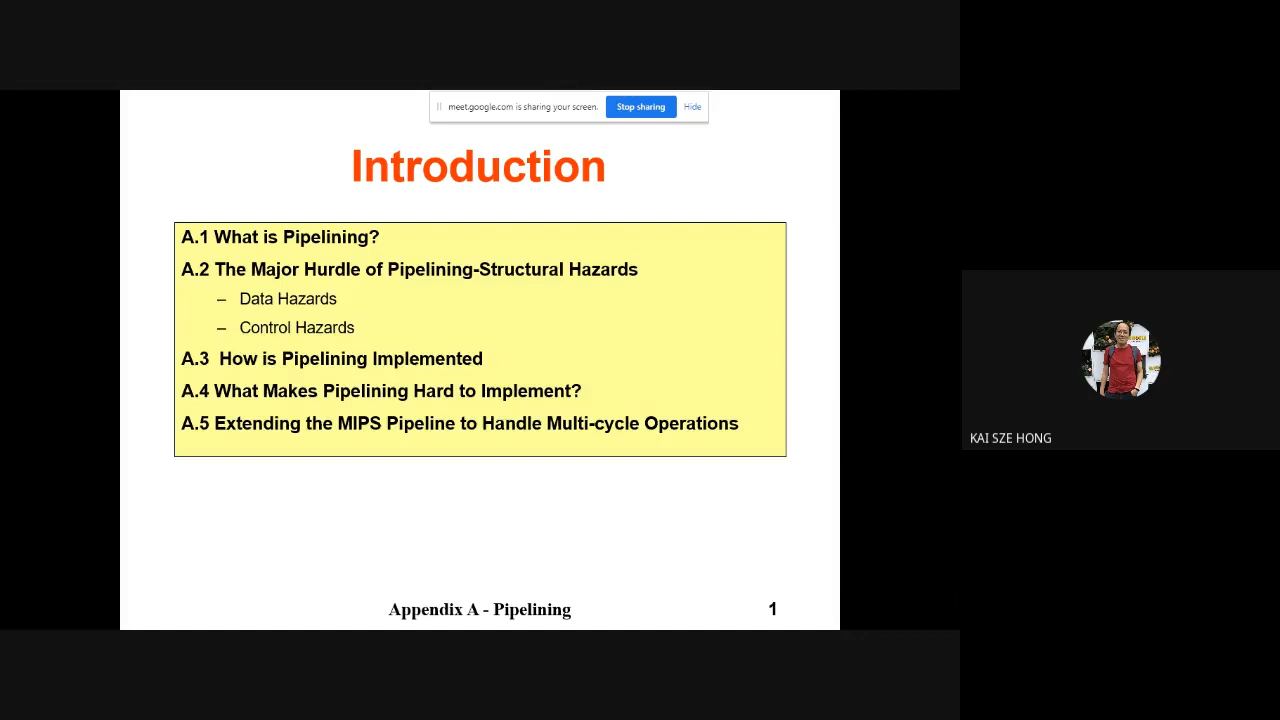 meet.google.com is sharing your screen. Stop sharing Hide
Introduction
A.1 What is Pipelining?
A.2 The Major Hurdle of Pipelining-Structural Hazards
– Data Hazards
– Control Hazards
A.3 How is Pipelining Implemented
A.4 What Makes Pipelining Hard to Implement?
A.5 Extending the MIPS Pipeline to Handle Multi-cycle Operations
KAI SZE HONG
Appendix A - Pipelining 1